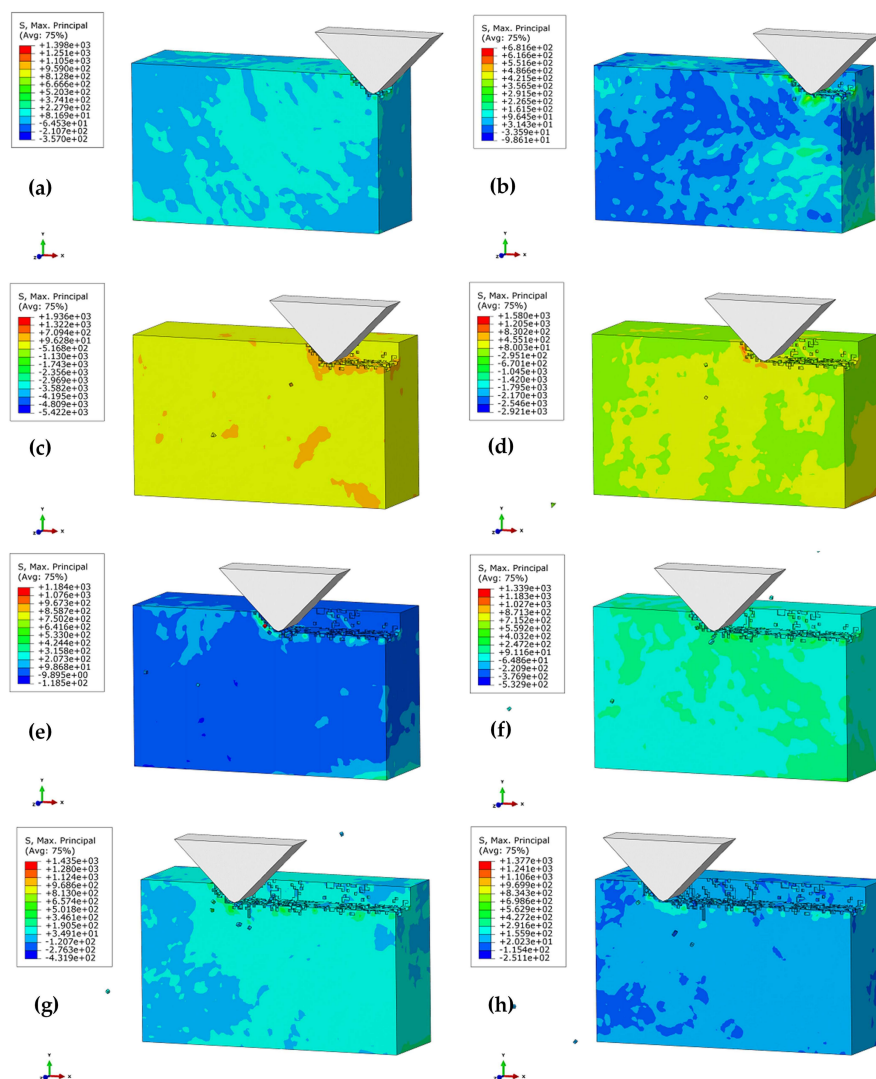 S, Max. Principal
(Avg: 75%)
+1.398e+03
+1.251e+03
+1.105e+03
+9.590e+02
+8.128e+02
+6.666e+02
+5.203e+02
+3.741e+02
+2.279e+02
+8.169e+01
-6.453e+01
-2.107e+02
-3.570e+02
(a)
Y
Z
X
S, Max. Principal
(Avg: 75%)
+6.816e+02
+6.166e+02
+5.516e+02
+4.866e+02
+4.215e+02
+3.565e+02
+2.915e+02
+2.265e+02
+1.615e+02
+9.645e+01
+3.143e+01
-3.359e+01
-9.861e+01
(b)
Y
Z
X
S, Max. Principal
(Avg: 75%)
+1.936e+03
+1.322e+03
+7.094e+02
+9.628e+01
-5.168e+02
-1.130e+03
-1.743e+03
-2.356e+03
-2.969e+03
-3.582e+03
-4.195e+03
-4.809e+03
-5.422e+03
(c)
Y
Z
X
S, Max. Principal
(Avg: 75%)
+1.580e+03
+1.205e+03
+8.302e+02
+4.551e+02
+8.003e+01
-2.951e+02
-6.701e+02
-1.045e+03
-1.420e+03
-1.795e+03
-2.170e+03
-2.546e+03
-2.921e+03
(d)
Y
Z
X
S, Max. Principal
(Avg: 75%)
+1.184e+03
+1.076e+03
+9.673e+02
+8.587e+02
+7.502e+02
+6.416e+02
+5.330e+02
+4.244e+02
+3.158e+02
+2.073e+02
+9.868e+01
-9.895e+00
-1.185e+02
(e)
Y
Z
X
S, Max. Principal
(Avg: 75%)
+1.339e+03
+1.183e+03
+1.027e+03
+8.713e+02
+7.152e+02
+5.592e+02
+4.032e+02
+2.472e+02
+9.116e+01
-6.486e+01
-2.209e+02
-3.769e+02
-5.329e+02
(f)
Y
Z
X
S, Max. Principal
(Avg: 75%)
+1.435e+03
+1.280e+03
+1.124e+03
+9.686e+02
+8.130e+02
+6.574e+02
+5.018e+02
+3.461e+02
+1.905e+02
+3.491e+01
-1.207e+02
-2.763e+02
-4.319e+02
(g)
Y
Z
X
S, Max. Principal
(Avg: 75%)
+1.377e+03
+1.241e+03
+1.106e+03
+9.699e+02
+8.343e+02
+6.986e+02
+5.629e+02
+4.272e+02
+2.916e+02
+1.559e+02
+2.023e+01
-1.154e+02
-2.511e+02
(h)
Y
Z
X